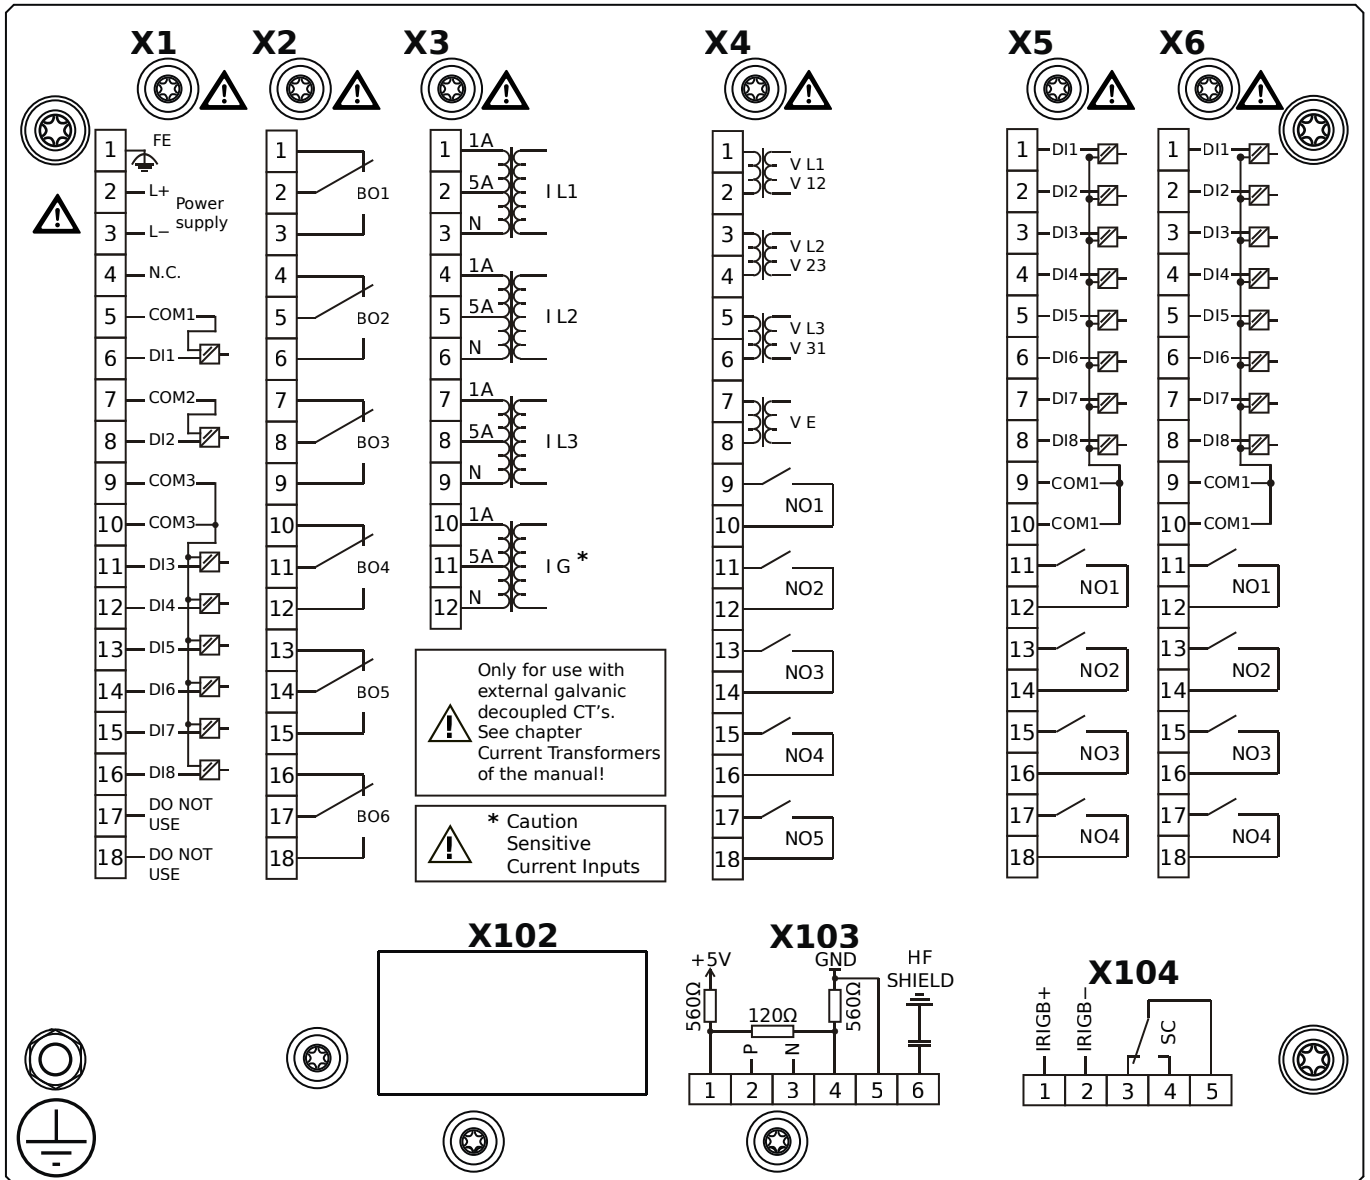 X1 X2 X3 X4 X5 X6
1 FE
2 L+
Power
supply
3 L−
4 N.C.
5 COM1
6 DI1
7 COM2
8 DI2
9 COM3
10 COM3
11 DI3
12 DI4
13 DI5
14 DI6
15 DI7
16 DI8
17 DO NOT
USE
18 DO NOT
USE
1
2 BO1
3
4
5 BO2
6
7
8 BO3
9
10
11 BO4
12
13
14 BO5
15
16
17 BO6
18
1 1A
2 5A I L1
3 N
4 1A
5 5A I L2
6 N
7 1A
8 5A I L3
9 N
10 1A
11 5A I G *
12 N
Only for use with
external galvanic
decoupled CT's.
See chapter
Current Transformers
of the manual!
* Caution
Sensitive
Current Inputs
1 V L1
2 V 12
3 V L2
4 V 23
5 V L3
6 V 31
7 V E
8
9
NO1
10
11
NO2
12
13
NO3
14
15
NO4
16
17
NO5
18
1 DI1
2 DI2
3 DI3
4 DI4
5 DI5
6 DI6
7 DI7
8 DI8
9 COM1
10 COM1
11
NO1
12
13
NO2
14
15
NO3
16
17
NO4
18
1 DI1
2 DI2
3 DI3
4 DI4
5 DI5
6 DI6
7 DI7
8 DI8
9 COM1
10 COM1
11
NO1
12
13
NO2
14
15
NO3
16
17
NO4
18
X102
X103
+5V GND HF
SHIELD
560Ω 120Ω 560Ω
P N
1 2 3 4 5 6
X104
IRIGB+ IRIGB− SC
1 2 3 4 5